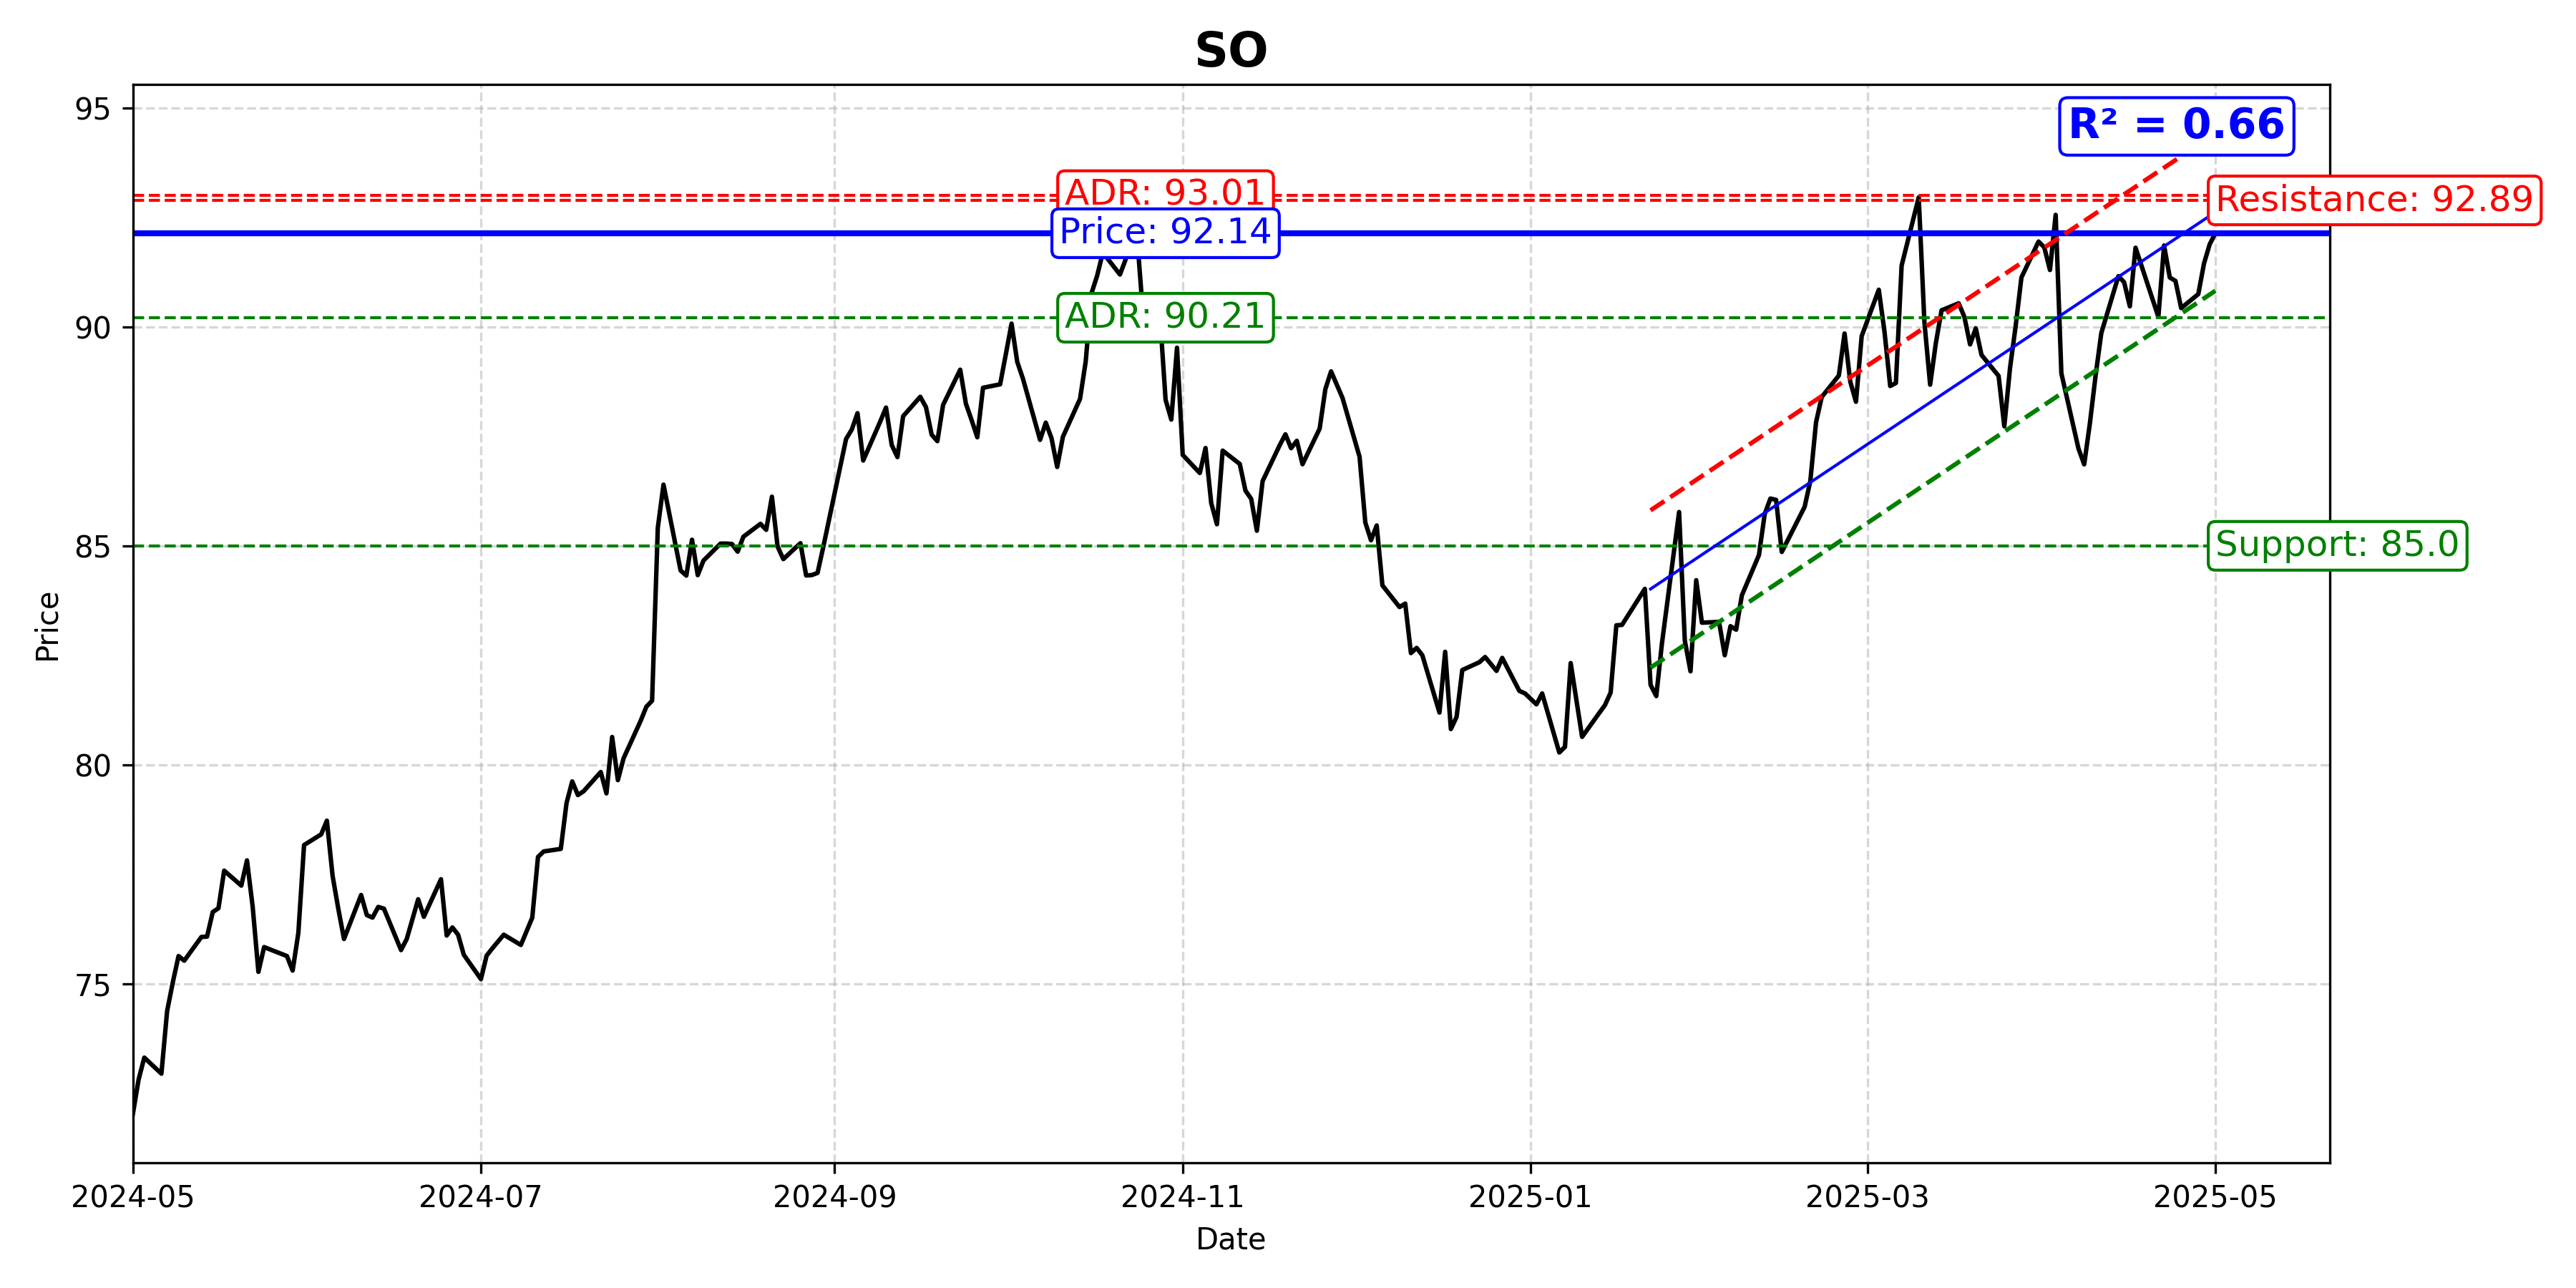 SO
95
R² = 0.66
ADR: 93.01
Resistance: 92.89
Price: 92.14
ADR: 90.21
90
85
Support: 85.0
Price
80
75
2024-05
2024-07
2024-09
2024-11
2025-01
2025-03
2025-05
Date